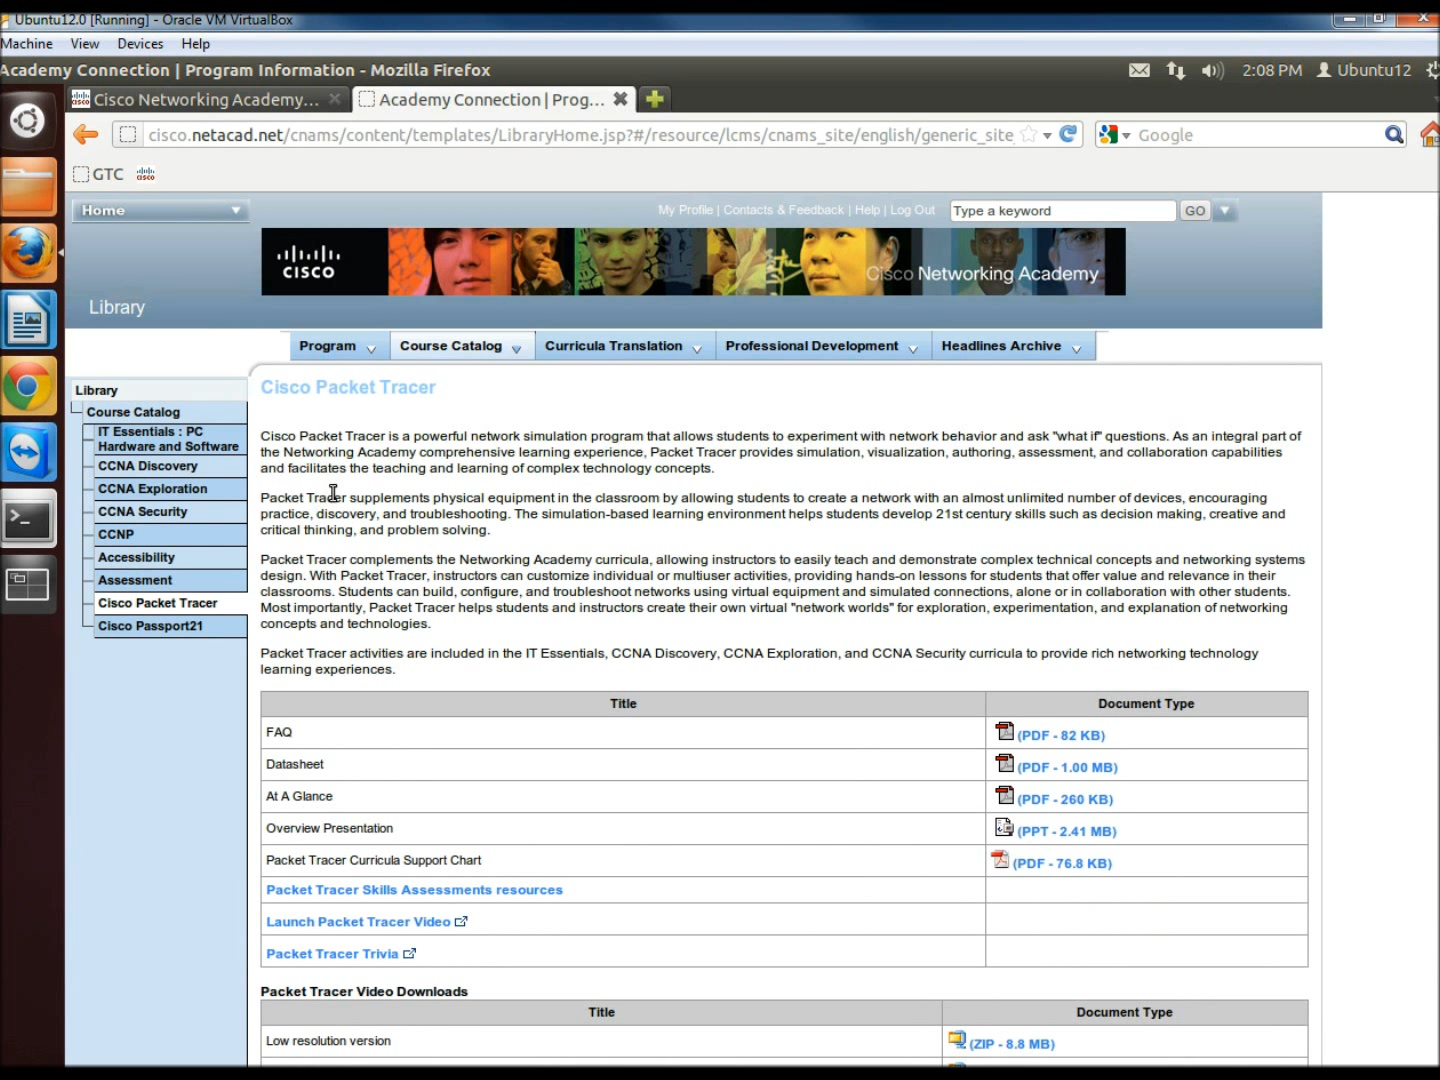 Ubuntu12.0 [Running] - Oracle VM VirtualBox
Machine View Devices Help
Academy Connection | Program Information - Mozilla Firefox
2:08 PM Ubuntu12
Cisco Networking Academy... Academy Connection | Prog...
cisco.netacad.net/cnams/content/templates/LibraryHome.jsp?#/resource/lcms/cnams_site/english/generic_site Google
GTC
Home My Profile | Contacts & Feedback | Help | Log Out Type a keyword GO
CISCO Cisco Networking Academy
Library
Program Course Catalog Curricula Translation Professional Development Headlines Archive
Library
Course Catalog
IT Essentials : PC
Hardware and Software
CCNA Discovery
CCNA Exploration
CCNA Security
CCNP
Accessibility
Assessment
Cisco Packet Tracer
Cisco Passport21
Cisco Packet Tracer
Cisco Packet Tracer is a powerful network simulation program that allows students to experiment with network behavior and ask "what if" questions. As an integral part of
the Networking Academy comprehensive learning experience, Packet Tracer provides simulation, visualization, authoring, assessment, and collaboration capabilities
and facilitates the teaching and learning of complex technology concepts.
Packet Tracer supplements physical equipment in the classroom by allowing students to create a network with an almost unlimited number of devices, encouraging
practice, discovery, and troubleshooting. The simulation-based learning environment helps students develop 21st century skills such as decision making, creative and
critical thinking, and problem solving.
Packet Tracer complements the Networking Academy curricula, allowing instructors to easily teach and demonstrate complex technical concepts and networking systems
design. With Packet Tracer, instructors can customize individual or multiuser activities, providing hands-on lessons for students that offer value and relevance in their
classrooms. Students can build, configure, and troubleshoot networks using virtual equipment and simulated connections, alone or in collaboration with other students.
Most importantly, Packet Tracer helps students and instructors create their own virtual "network worlds" for exploration, experimentation, and explanation of networking
concepts and technologies.
Packet Tracer activities are included in the IT Essentials, CCNA Discovery, CCNA Exploration, and CCNA Security curricula to provide rich networking technology
learning experiences.
Title Document Type
FAQ (PDF - 82 KB)
Datasheet (PDF - 1.00 MB)
At A Glance (PDF - 260 KB)
Overview Presentation (PPT - 2.41 MB)
Packet Tracer Curricula Support Chart (PDF - 76.8 KB)
Packet Tracer Skills Assessments resources
Launch Packet Tracer Video
Packet Tracer Trivia
Packet Tracer Video Downloads
Title Document Type
Low resolution version (ZIP - 8.8 MB)